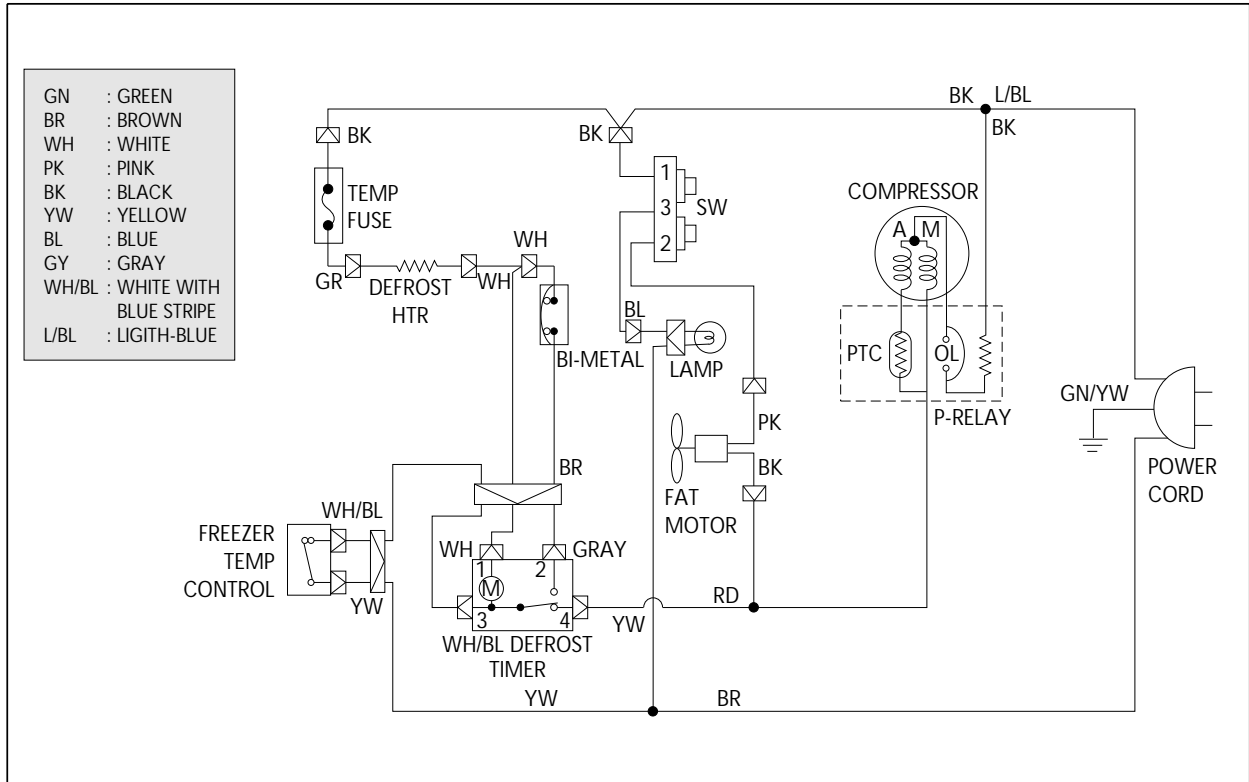 GN : GREEN
BR : BROWN
WH : WHITE
PK : PINK
BK : BLACK
YW : YELLOW
BL : BLUE
GY : GRAY
WH/BL : WHITE WITH
BLUE STRIPE
L/BL : LIGITH-BLUE
BK
BK
BK L/BL
BK
TEMP
FUSE
1
3
2
SW
COMPRESSOR
A M
WH
GR
WH
DEFROST
HTR
BI-METAL
BL
LAMP
PTC
OL
P-RELAY
GN/YW
POWER
CORD
PK
BK
FAT
MOTOR
BR
WH/BL
FREEZER
TEMP
CONTROL
YW
WH
GRAY
1
2
M
3
4
YW
RD
WH/BL DEFROST
TIMER
YW
BR